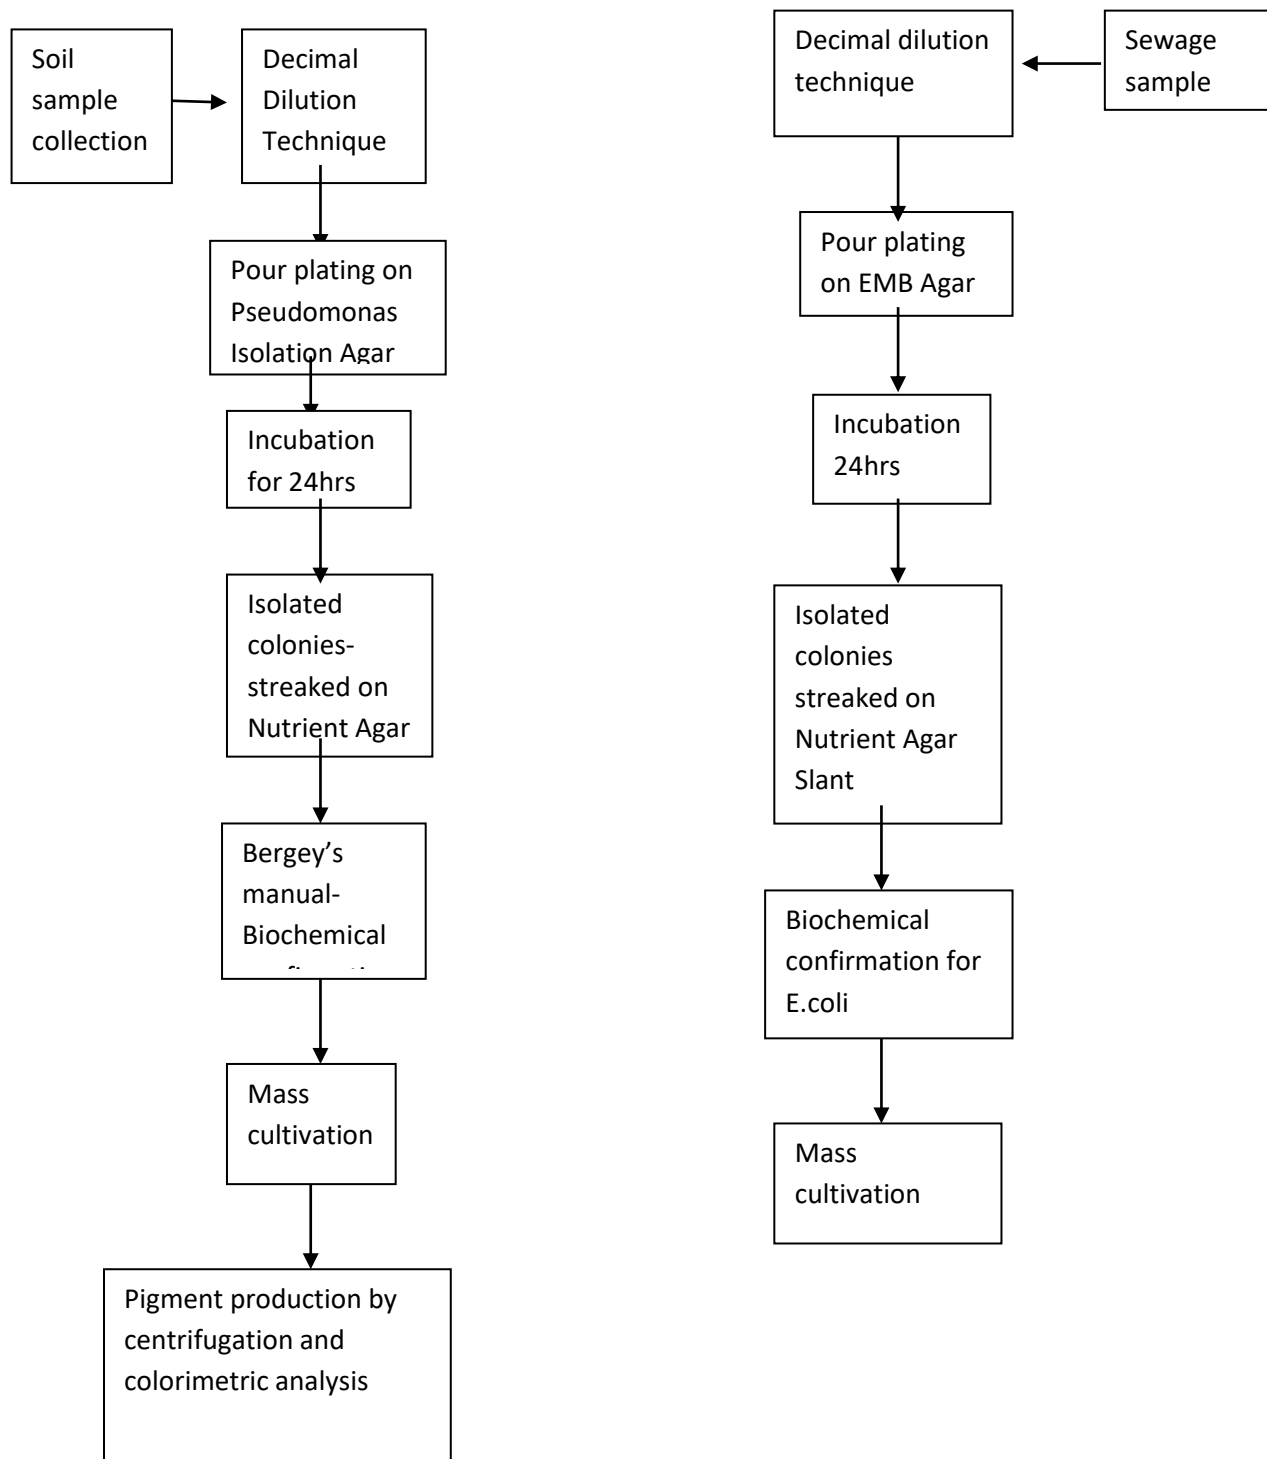 Soil
sample
collection
Decimal
Dilution
Technique
Pour plating on
Pseudomonas
Isolation Agar
Incubation
for 24hrs
Isolated
colonies-
streaked on
Nutrient Agar
Bergey’s
manual-
Biochemical
Mass
cultivation
Pigment production by
centrifugation and
colorimetric analysis
Decimal dilution
technique
Sewage
sample
Pour plating
on EMB Agar
Incubation
24hrs
Isolated
colonies
streaked on
Nutrient Agar
Slant
Biochemical
confirmation for
E.coli
Mass
cultivation